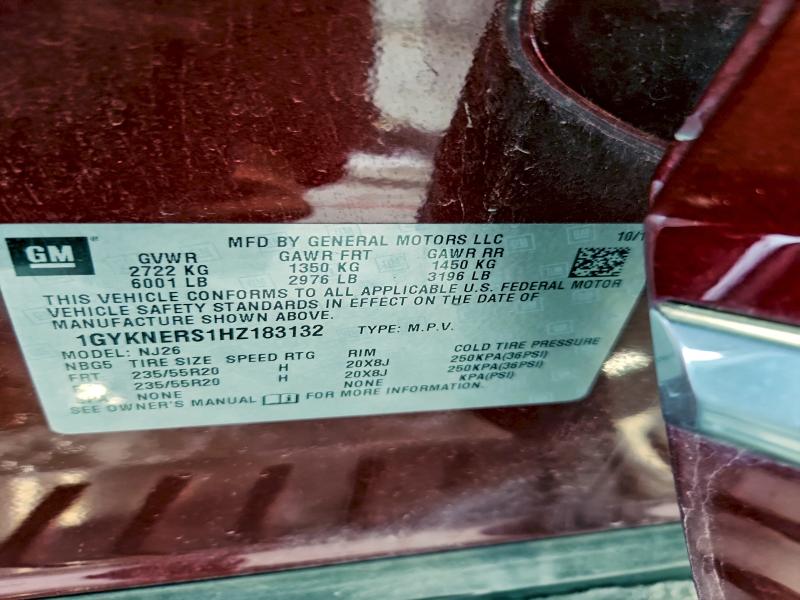 GM
MFD BY GENERAL MOTORS LLC
10/1
GVWR GAWR FRT GAWR RR
2722 KG 1350 KG 1450 KG
6001 LB 2976 LB 3196 LB
THIS VEHICLE CONFORMS TO ALL APPLICABLE U.S. FEDERAL MOTOR
VEHICLE SAFETY STANDARDS IN EFFECT ON THE DATE OF
MANUFACTURE SHOWN ABOVE.
1GYKNERS1HZ183132 TYPE: M.P.V.
MODEL: NJ26
NBG5 TIRE SIZE SPEED RTG RIM COLD TIRE PRESSURE
FRT 235/55R20 H 20X8J 250KPA(36PSI)
235/55R20 H 20X8J 250KPA(36PSI)
NONE NONE KPA(PSI)
SEE OWNER'S MANUAL FOR MORE INFORMATION.